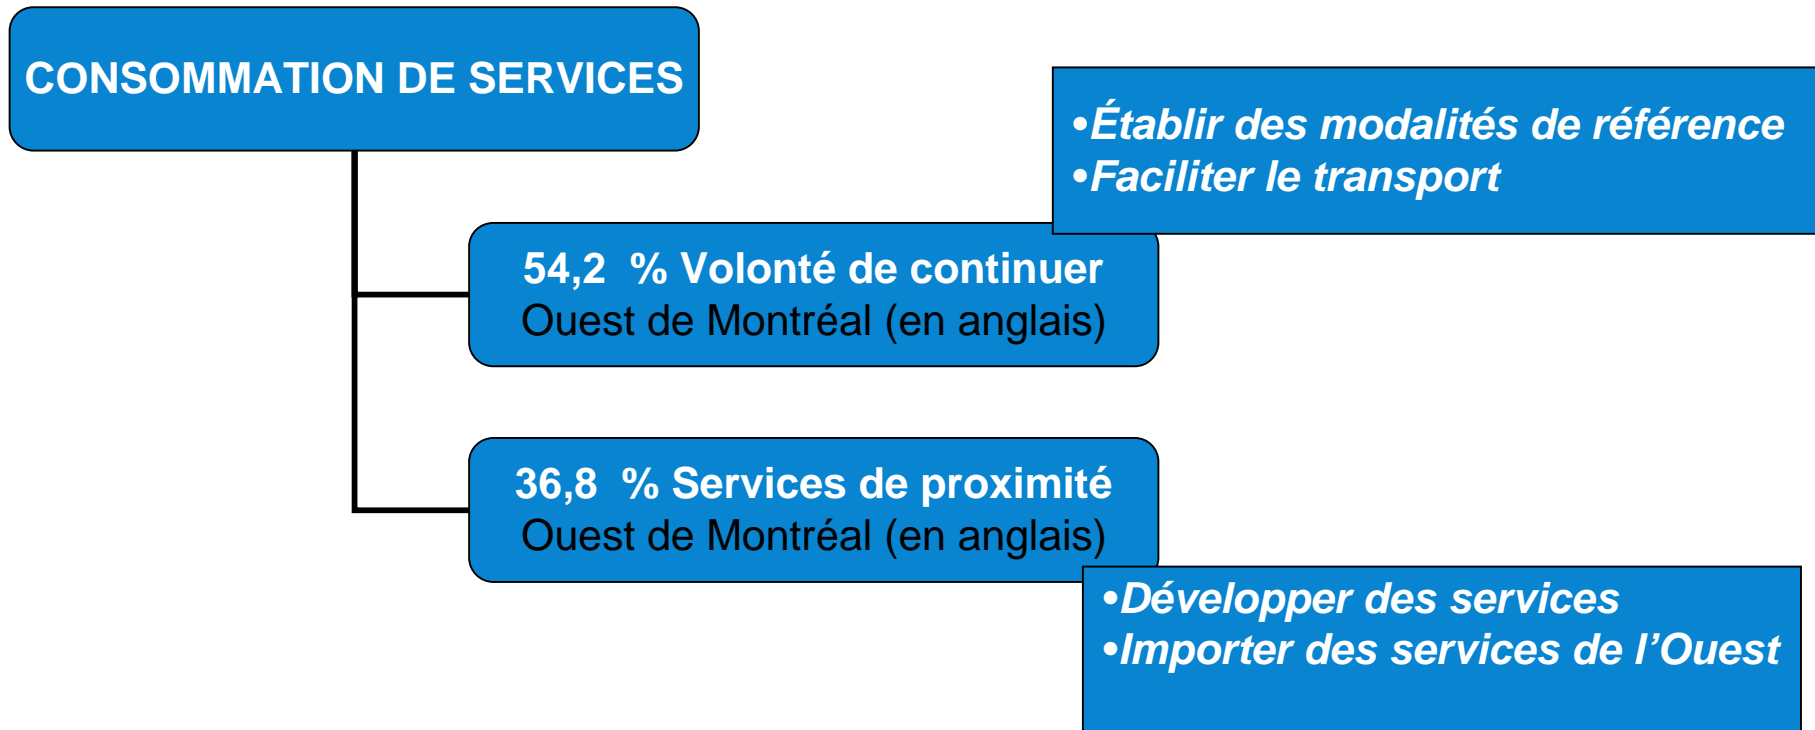 CONSOMMATION DE SERVICES
•Établir des modalités de référence
•Faciliter le transport
54,2 % Volonté de continuer
Ouest de Montréal (en anglais)
36,8 % Services de proximité
Ouest de Montréal (en anglais)
•Développer des services
•Importer des services de l’Ouest